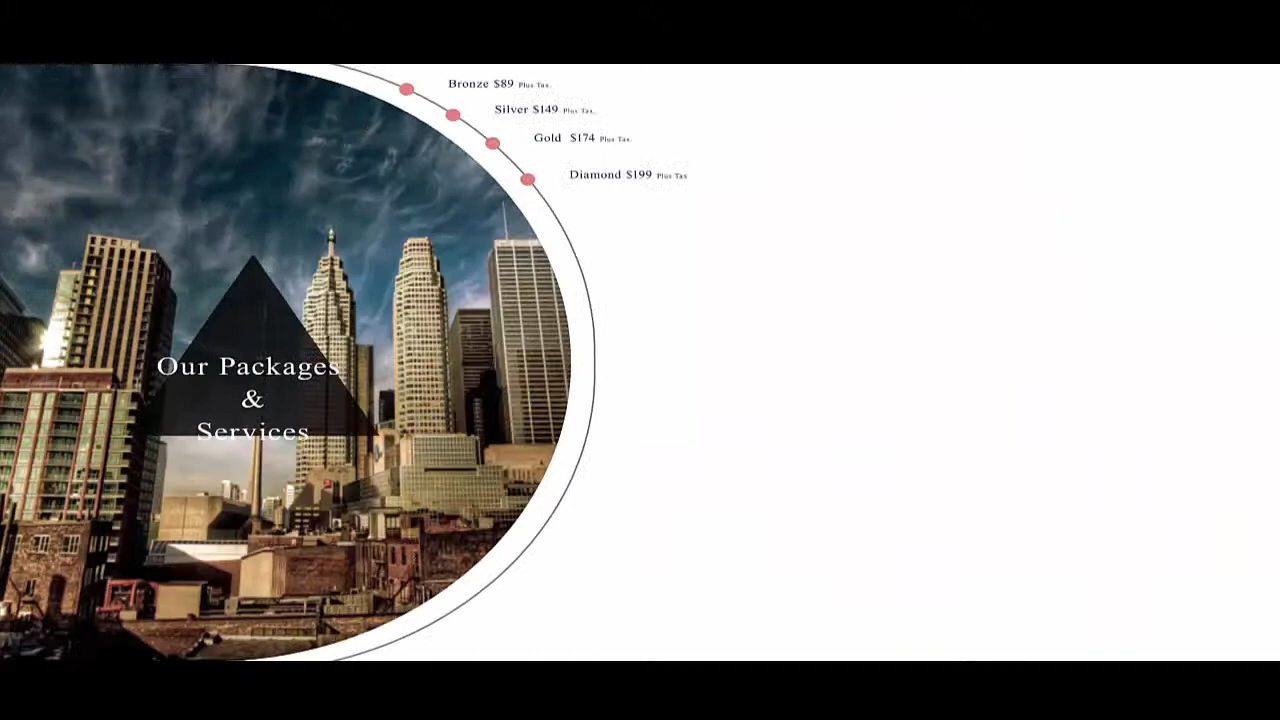 Bronze $89 Plus Tax.
Silver $149 Plus Tax.
Gold $174 Plus Tax.
Diamond $199 Plus Tax
Our Packages
&
Services